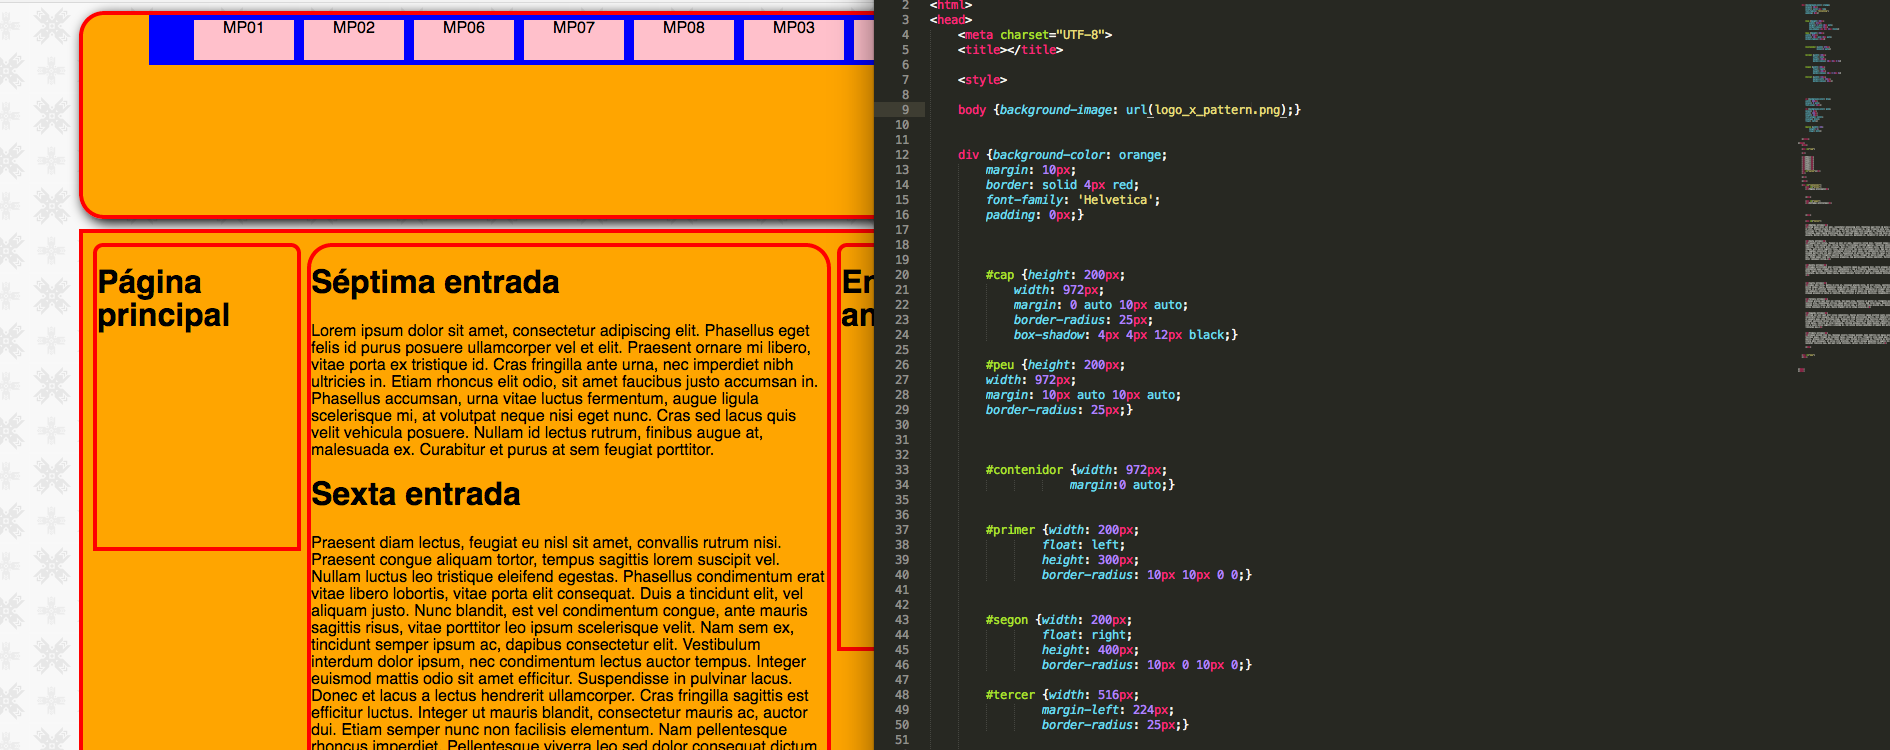 MP01 MP02 MP06 MP07 MP08 MP03
Página
principal
Séptima entrada
Lorem ipsum dolor sit amet, consectetur adipiscing elit. Phasellus eget
felis id purus posuere ullamcorper vel et elit. Praesent ornare mi libero,
vitae porta ex tristique id. Cras fringilla ante urna, nec imperdiet nibh
ultricies in. Etiam rhoncus elit odio, sit amet faucibus justo accumsan in.
Phasellus accumsan, urna vitae luctus fermentum, augue ligula
scelerisque mi, at volutpat neque nisi eget nunc. Cras sed lacus quis
velit vehicula posuere. Nullam id lectus rutrum, finibus augue at,
malesuada ex. Curabitur et purus at sem feugiat porttitor.
Sexta entrada
Praesent diam lectus, feugiat eu nisl sit amet, convallis rutrum nisi.
Praesent congue aliquam tortor, tempus sagittis lorem suscipit vel.
Nullam luctus leo tristique eleifend egestas. Phasellus condimentum erat
vitae libero lobortis, vitae porta elit consequat. Duis a tincidunt elit, vel
aliquam justo. Nunc blandit, est vel condimentum congue, ante mauris
sagittis risus, vitae porttitor leo ipsum scelerisque velit. Nam sem ex,
tincidunt semper ipsum ac, dapibus consectetur elit. Vestibulum
interdum dolor ipsum, nec condimentum lectus auctor tempus. Integer
euismod mattis odio sit amet efficitur. Suspendisse in pulvinar lacus.
Donec et lacus a lectus hendrerit ullamcorper. Cras fringilla sagittis est
efficitur luctus. Integer ut mauris blandit, consectetur mauris ac, auctor
dui. Etiam semper nunc non facilisis elementum. Nam pellentesque
rhoncus imperdiet. Pellentesque viverra leo sed dolor consequat dictum
En
an
2 <html>
3 <head>
4 <meta charset="UTF-8">
5 <title></title>
6
7 <style>
8
9 body {background-image: url(logo_x_pattern.png);}
10
11
12 div {background-color: orange;
13 margin: 10px;
14 border: solid 4px red;
15 font-family: 'Helvetica';
16 padding: 0px;}
17
18
19
20 #cap {height: 200px;
21 width: 972px;
22 margin: 0 auto 10px auto;
23 border-radius: 25px;
24 box-shadow: 4px 4px 12px black;}
25
26 #peu {height: 200px;
27 width: 972px;
28 margin: 10px auto 10px auto;
29 border-radius: 25px;}
30
31
32
33 #contenidor {width: 972px;
34 margin:0 auto;}
35
36
37 #primer {width: 200px;
38 float: left;
39 height: 300px;
40 border-radius: 10px 10px 0 0;}
41
42
43 #segon {width: 200px;
44 float: right;
45 height: 400px;
46 border-radius: 10px 0 10px 0;}
47
48 #tercer {width: 516px;
49 margin-left: 224px;
50 border-radius: 25px;}
51